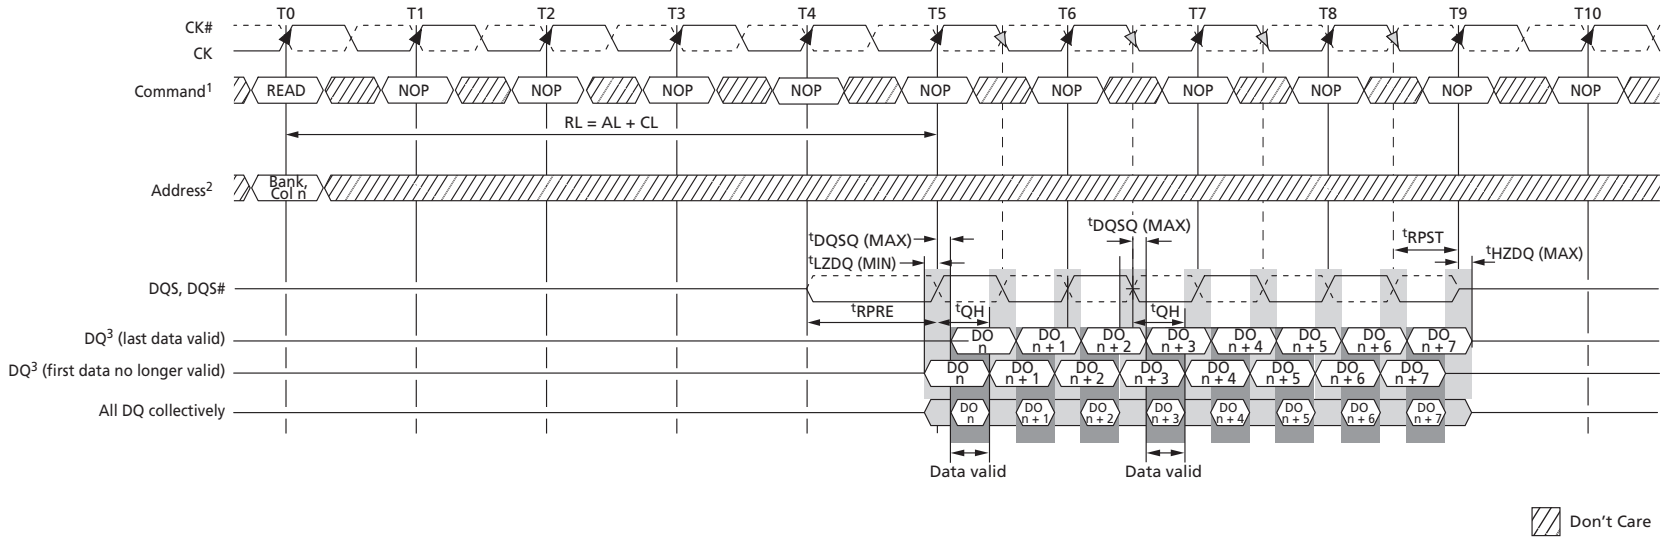 T0 T1 T2 T3 T4 T5 T6 T7 T8 T9 T10
CK#
CK
Command1 READ NOP NOP NOP NOP NOP NOP NOP NOP NOP NOP
RL = AL + CL
Address2 Bank,
Col n
tDQSQ (MAX) tDQSQ (MAX) tRPST
tLZDQ (MIN) tHZDQ (MAX)
DQS, DQS#
tRPRE tQH tQH
DQ3 (last data valid) DO n DO n + 1 DO n + 2 DO n + 3 DO n + 4 DO n + 5 DO n + 6 DO n + 7
DQ3 (first data no longer valid) DO n DO n + 1 DO n + 2 DO n + 3 DO n + 4 DO n + 5 DO n + 6 DO n + 7
All DQ collectively DO n DO n + 1 DO n + 2 DO n + 3 DO n + 4 DO n + 5 DO n + 6 DO n + 7
Data valid Data valid
Don't Care